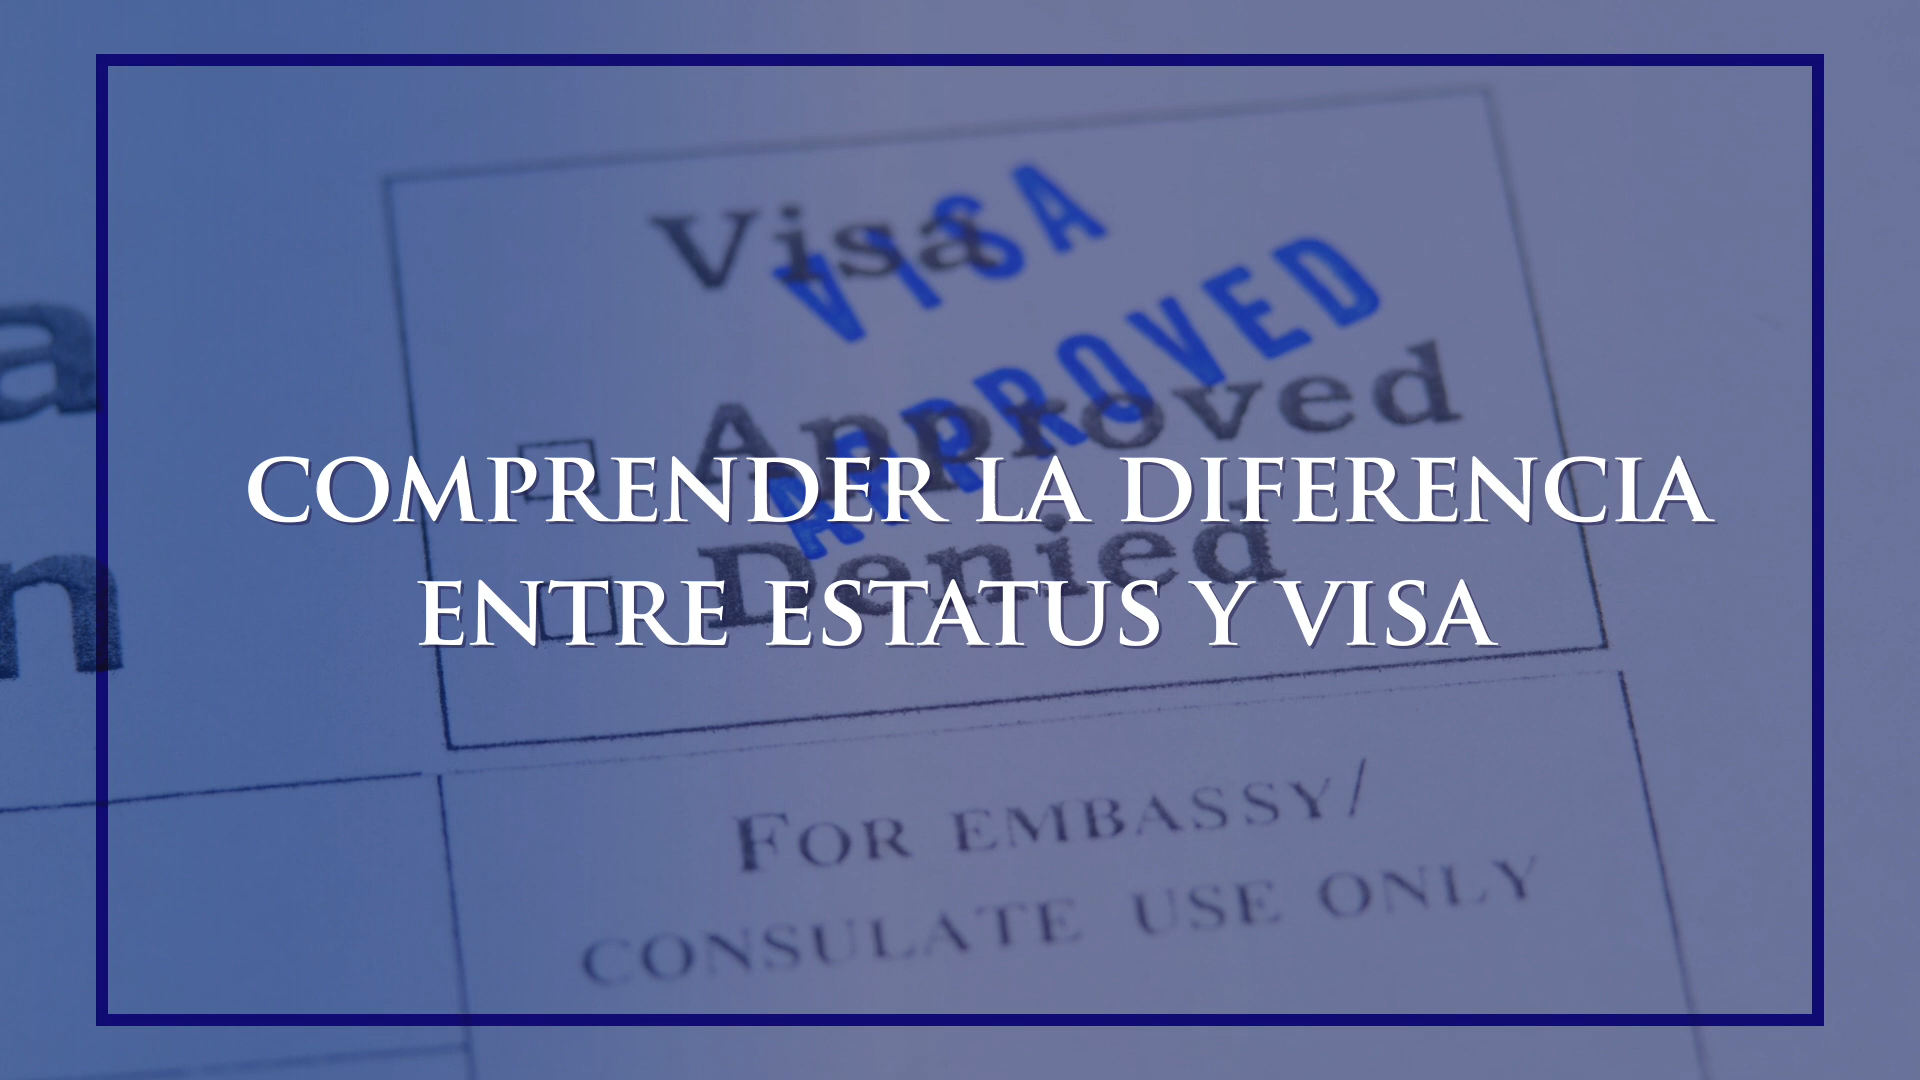 a
n
Visa
VISA
APPROVED
Approved
Denied
COMPRENDER LA DIFERENCIA
ENTRE ESTATUS Y VISA
FOR EMBASSY/
CONSULATE USE ONLY